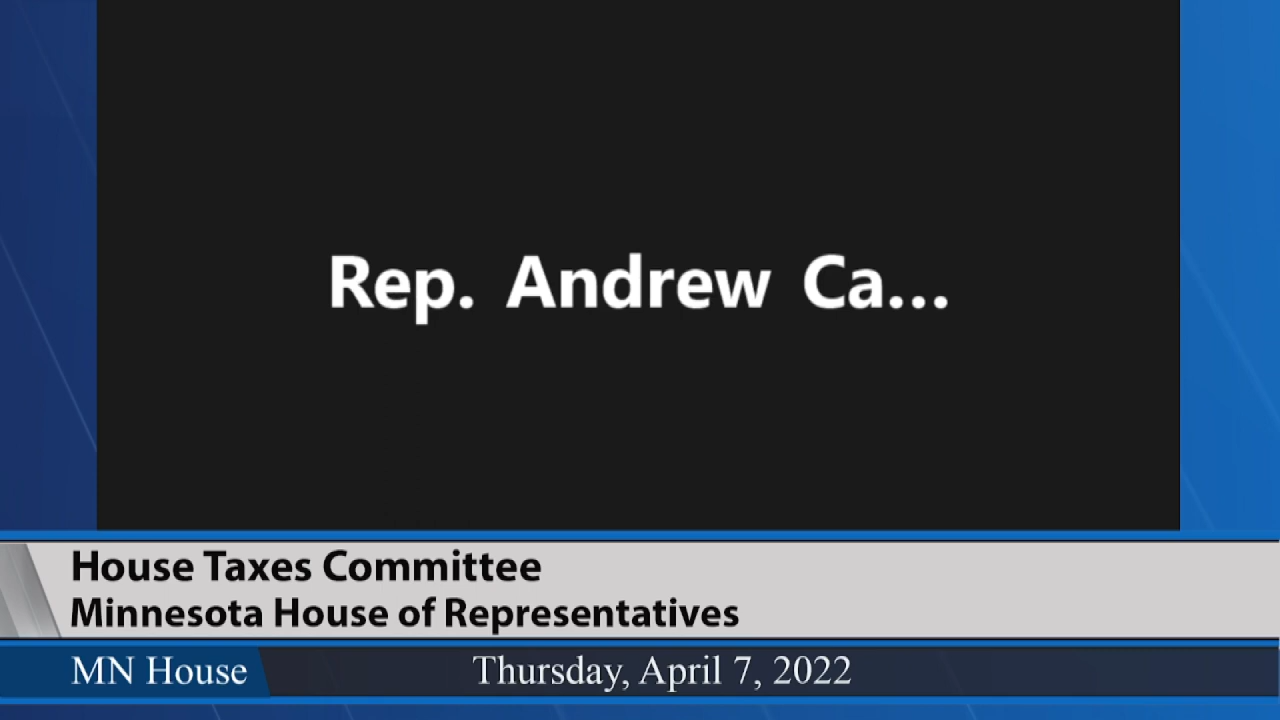 Rep. Andrew Ca...
House Taxes Committee
Minnesota House of Representatives
MN House
Thursday, April 7, 2022